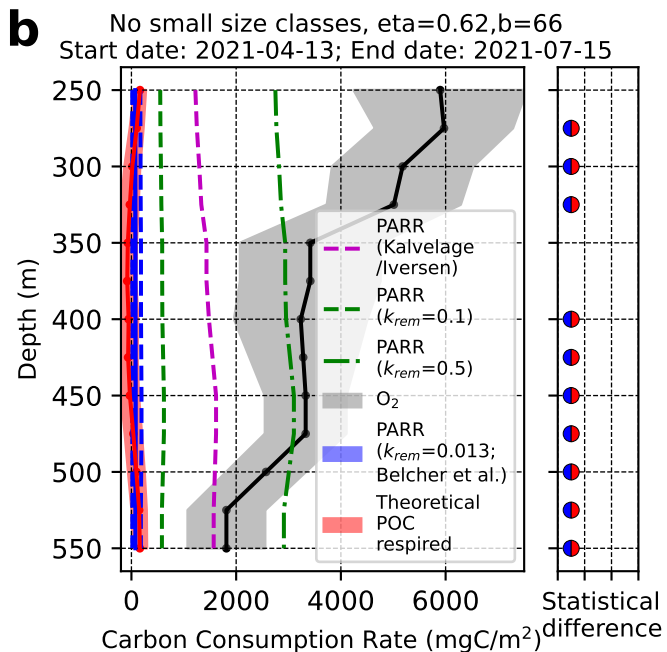 b
No small size classes, eta=0.62,b=66
Start date: 2021-04-13; End date: 2021-07-15
250
300
350
400
450
500
550
Depth (m)
PARR
(Kalvelage
/Iversen)
PARR
(k_rem=0.1)
PARR
(k_rem=0.5)
O₂
PARR
(k_rem=0.013;
Belcher et al.)
Theoretical
POC
respired
0 2000 4000 6000
Carbon Consumption Rate (mgC/m²)
Statistical
difference